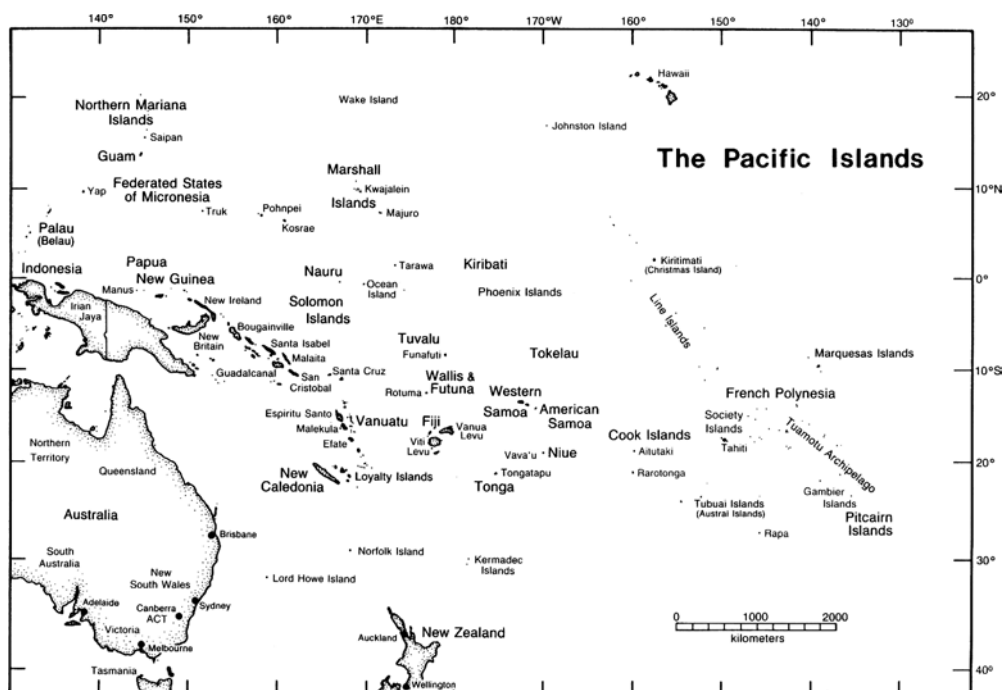 140° 150° 160° 170°E 180° 170°W 160° 150° 140° 130°
Hawaii
20°
Wake Island
Northern Mariana
Islands
Saipan
Johnston Island
Guam
The Pacific Islands
Marshall
Islands
Kwajalein
Majuro
10°N
Yap
Federated States
of Micronesia
Truk
Pohnpei
Kosrae
Palau
(Belau)
Indonesia
Papua
New Guinea
Manus
Irian
Jaya
New Ireland
Nauru
Tarawa
Kiribati
Kiritimati
(Christmas Island)
0°
Ocean
Island
Phoenix Islands
Line Islands
Solomon
Islands
Bougainville
New
Britain
Santa Isabel
Malaita
Guadalcanal
San
Cristobal
Santa Cruz
Tuvalu
Funafuti
Tokelau
Marquesas Islands
10°S
Rotuma
Wallis &
Futuna
Western
Samoa
American
Samoa
French Polynesia
Society
Islands
Tahiti
Tuamotu Archipelago
Espiritu Santo
Malekula
Efate
Vanuatu
Fiji
Viti
Levu
Vanua
Levu
Cook Islands
Aitutaki
Vava'u
Niue
Northern
Territory
Queensland
New
Caledonia
Loyalty Islands
Tongatapu
Tonga
Rarotonga
20°
Tubuai Islands
(Austral Islands)
Gambier
Islands
Pitcairn
Islands
Rapa
Australia
Brisbane
South
Australia
New
South Wales
Norfolk Island
Kermadec
Islands
30°
Lord Howe Island
Adelaide
Canberra
ACT
Sydney
Victoria
Melbourne
Tasmania
Auckland
New Zealand
Wellington
0 1000 2000
kilometers
40°